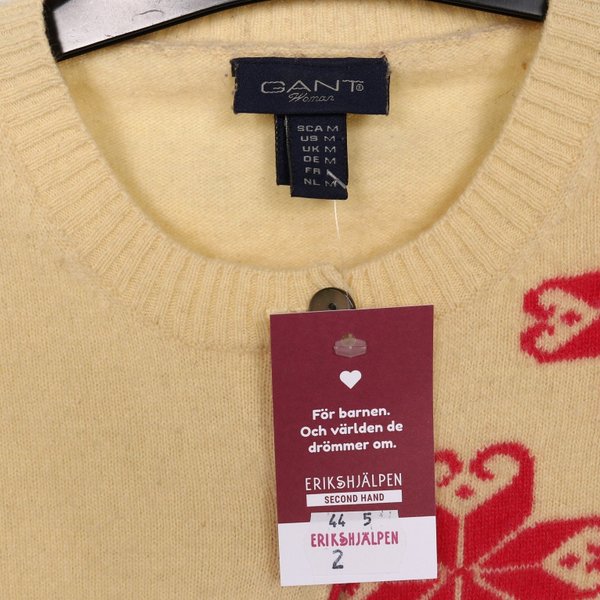 GANT®
Woman
SCA M
US M
UK M
DE M
FR
NL M
För barnen.
Och världen de
drömmer om.
ERIKSHJÄLPEN
SECOND HAND
44 5
ERIKSHJÄLPEN
2